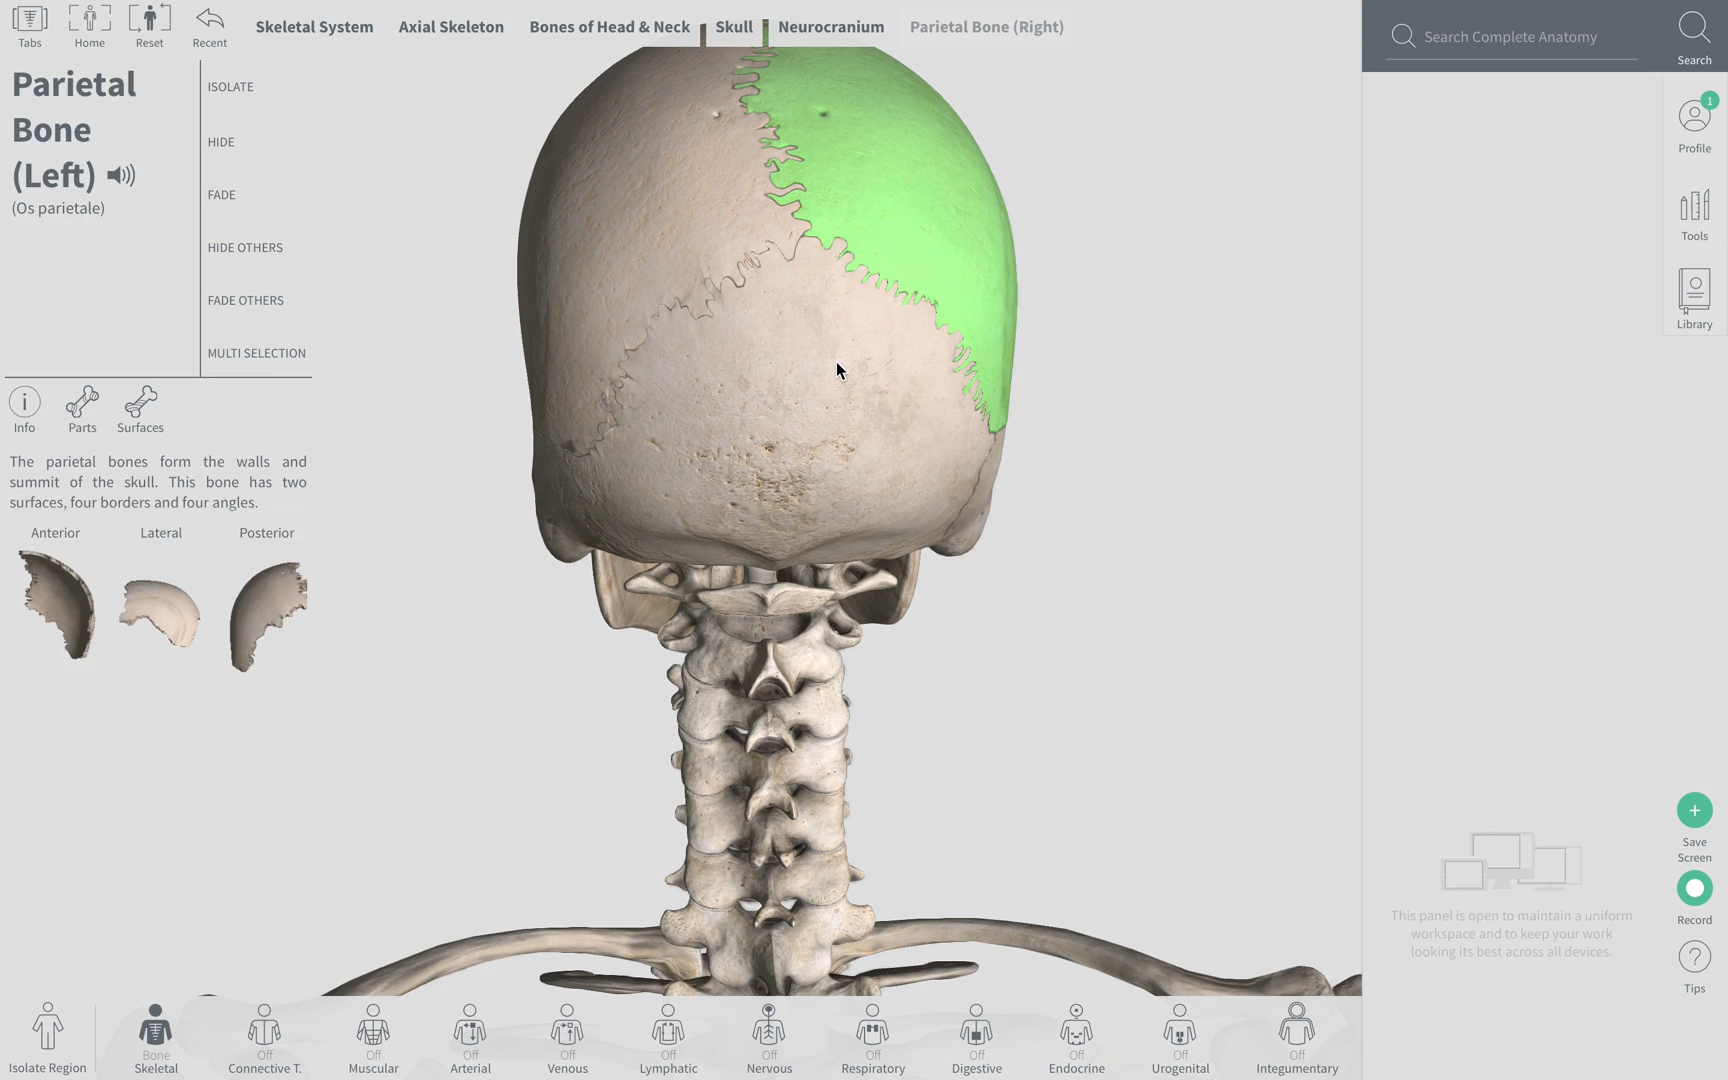 Tabs
Home
Reset
Recent
Skeletal System
Axial Skeleton
Bones of Head & Neck
Skull
Neurocranium
Parietal Bone (Right)
Search Complete Anatomy
Search
Parietal
Bone
(Left)
(Os parietale)
ISOLATE
HIDE
FADE
HIDE OTHERS
FADE OTHERS
MULTI SELECTION
Info
Parts
Surfaces
The parietal bones form the walls and
summit of the skull. This bone has two
surfaces, four borders and four angles.
Anterior
Lateral
Posterior
1
Profile
Tools
Library
Save
Screen
Record
Tips
This panel is open to maintain a uniform
workspace and to keep your work
looking its best across all devices.
Isolate Region
Bone
Skeletal
Off
Connective T.
Off
Muscular
Off
Arterial
Off
Venous
Off
Lymphatic
Off
Nervous
Off
Respiratory
Off
Digestive
Off
Endocrine
Off
Urogenital
Off
Integumentary